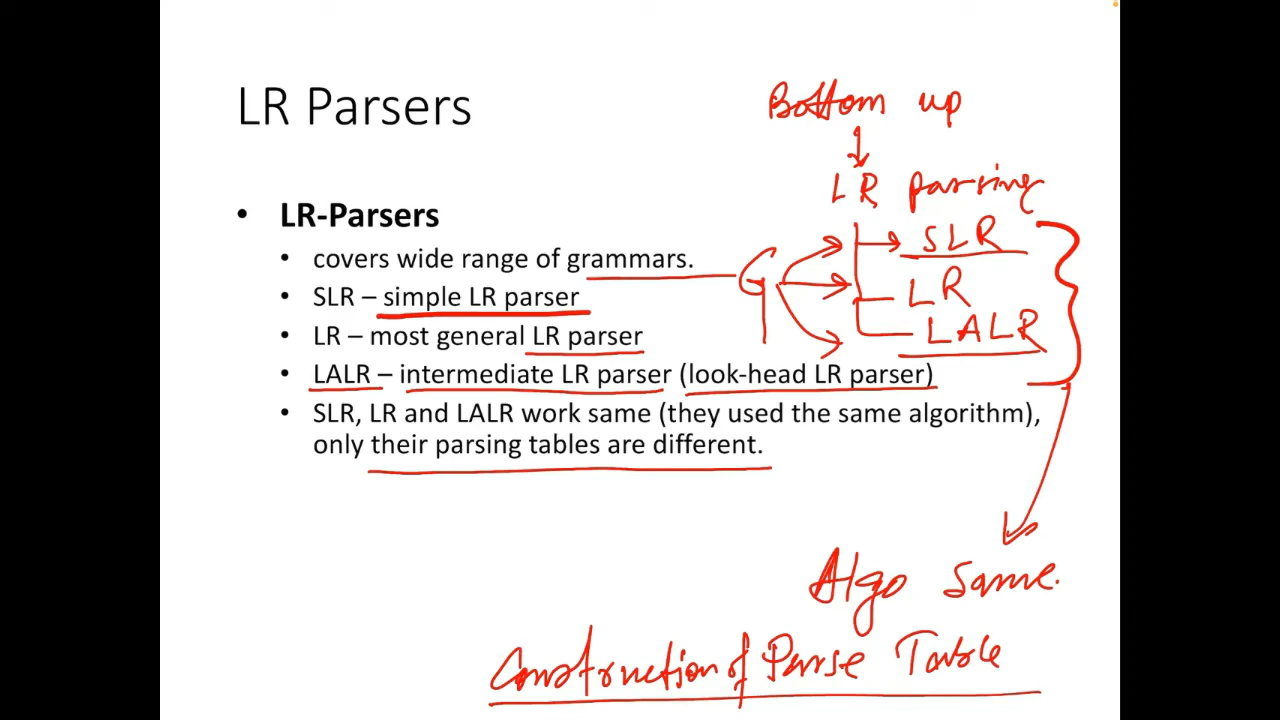 LR Parsers
• LR-Parsers
• covers wide range of grammars.
• SLR – simple LR parser
• LR – most general LR parser
• LALR – intermediate LR parser (look-head LR parser)
• SLR, LR and LALR work same (they used the same algorithm),
only their parsing tables are different.
Bottom up
LR parsing
G
SLR
LR
LALR
Algo Same.
Construction of Parse Table